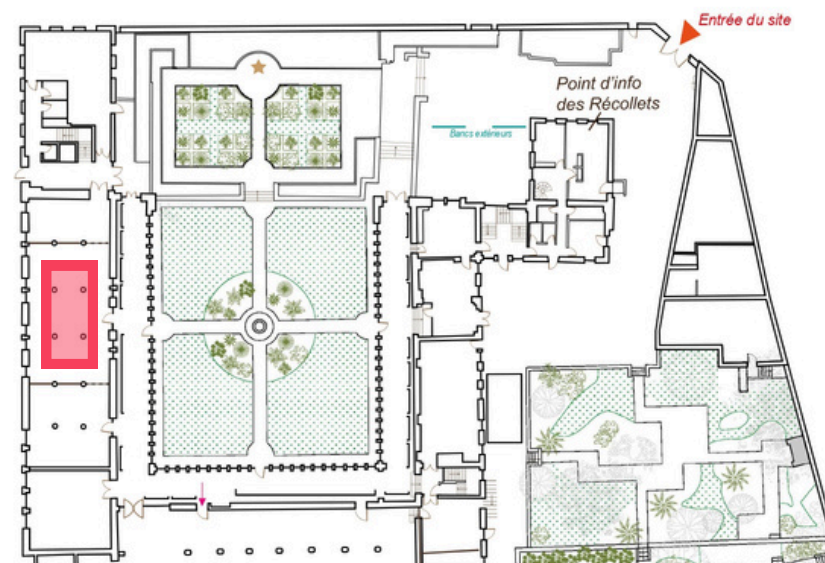 Entrée du site
Point d'info
des Récollets
Bancs extérieurs